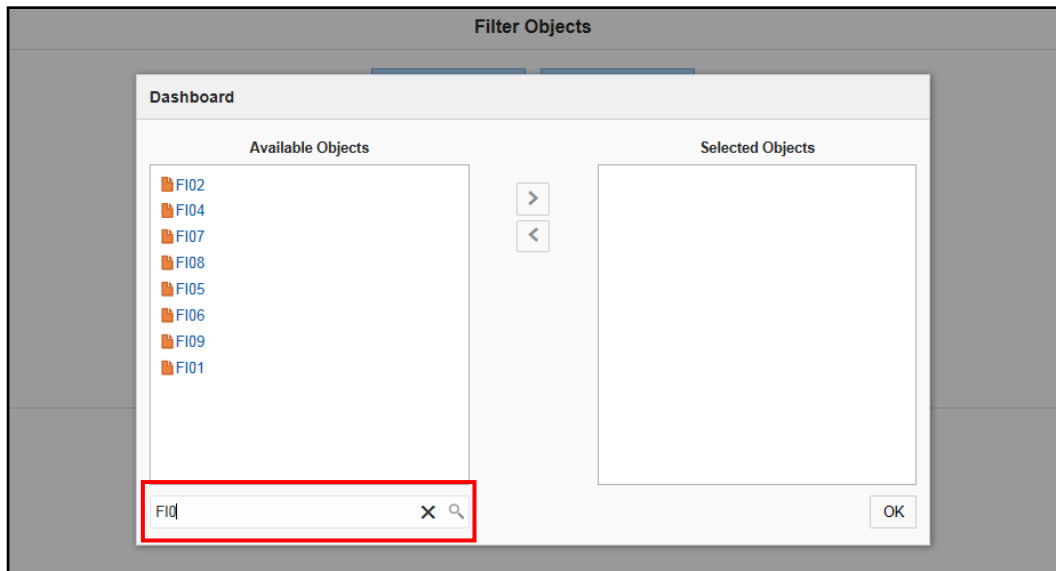 Filter Objects
Dashboard
Available Objects
Selected Objects
FI02
FI04
FI07
FI08
FI05
FI06
FI09
FI01
FI0
OK